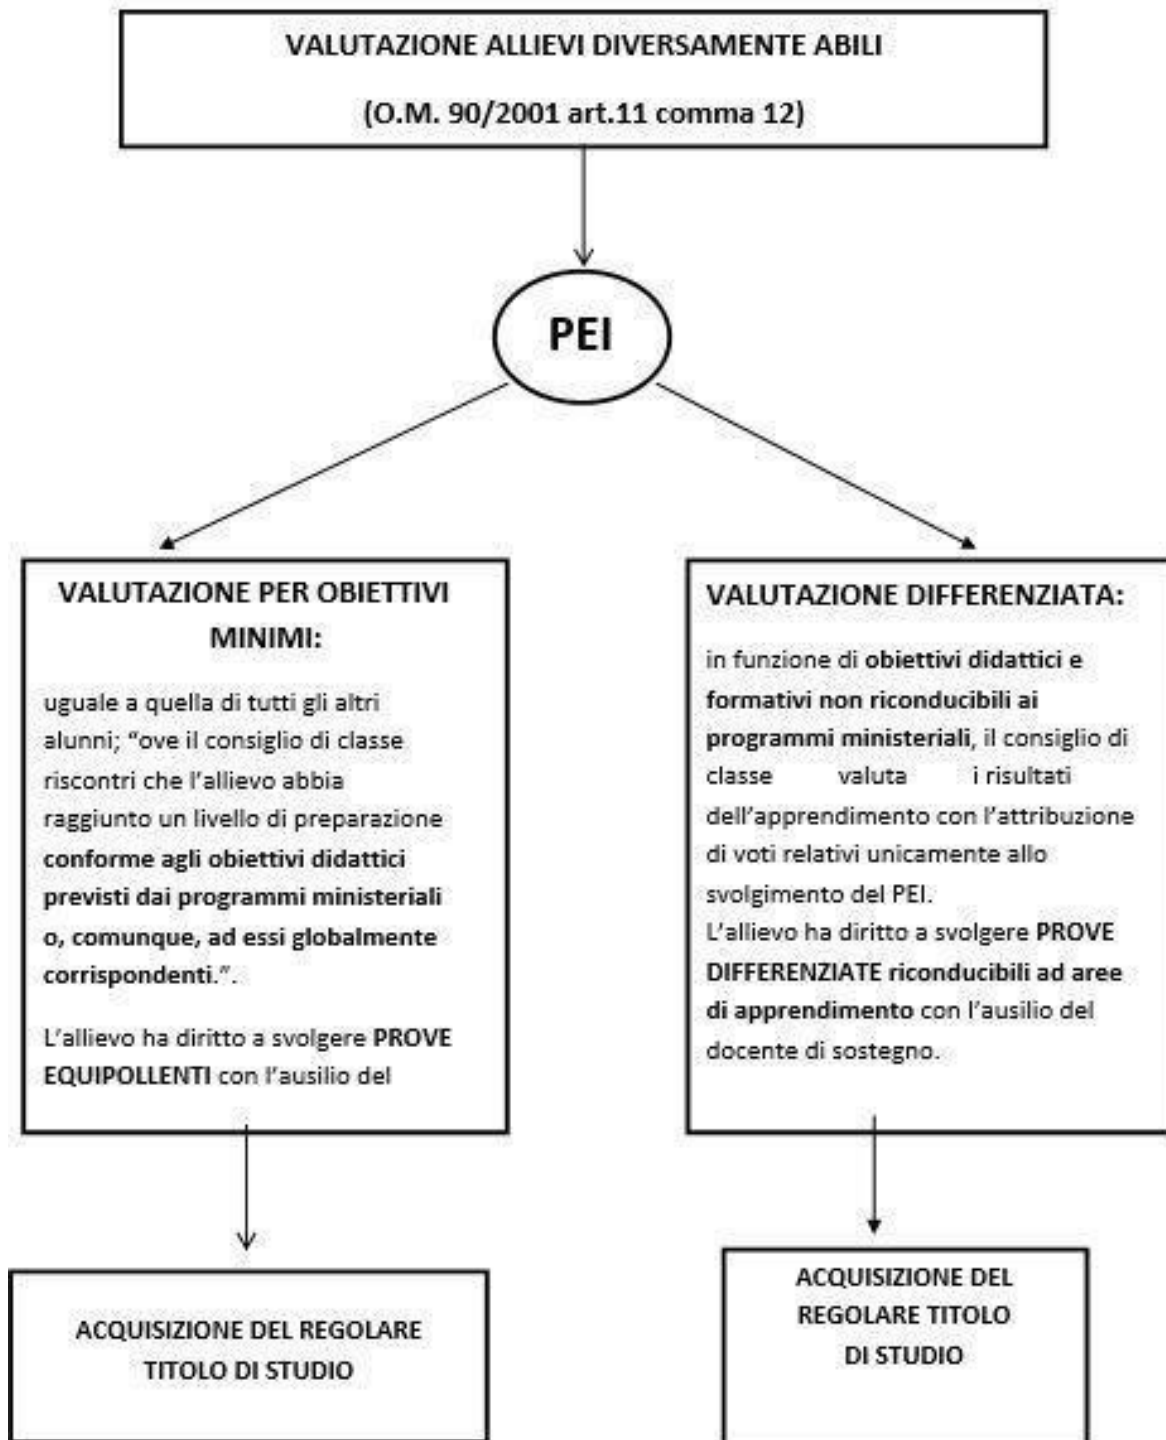 VALUTAZIONE ALLIEVI DIVERSAMENTE ABILI
(O.M. 90/2001 art.11 comma 12)
PEI
VALUTAZIONE PER OBIETTIVI
MINIMI:
uguale a quella di tutti gli altri
alunni; “ove il consiglio di classe
riscontri che l’allievo abbia
raggiunto un livello di preparazione
conforme agli obiettivi didattici
previsti dai programmi ministeriali
o, comunque, ad essi globalmente
corrispondenti.”.
L’allievo ha diritto a svolgere PROVE
EQUIPOLLENTI con l’ausilio del
VALUTAZIONE DIFFERENZIATA:
in funzione di obiettivi didattici e
formativi non riconducibili ai
programmi ministeriali, il consiglio di
classe valuta i risultati
dell’apprendimento con l’attribuzione
di voti relativi unicamente allo
svolgimento del PEI.
L’allievo ha diritto a svolgere PROVE
DIFFERENZIATE riconducibili ad aree
di apprendimento con l’ausilio del
docente di sostegno.
ACQUISIZIONE DEL REGOLARE
TITOLO DI STUDIO
ACQUISIZIONE DEL
REGOLARE TITOLO
DI STUDIO